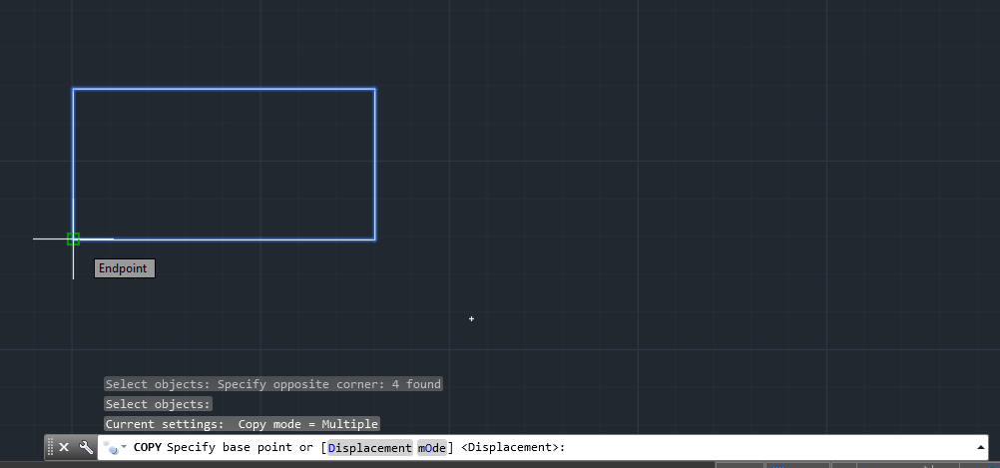 Endpoint
Select objects: Specify opposite corner: 4 found
Select objects:
Current settings:  Copy mode = Multiple
COPY Specify base point or [Displacement mOde] <Displacement>: